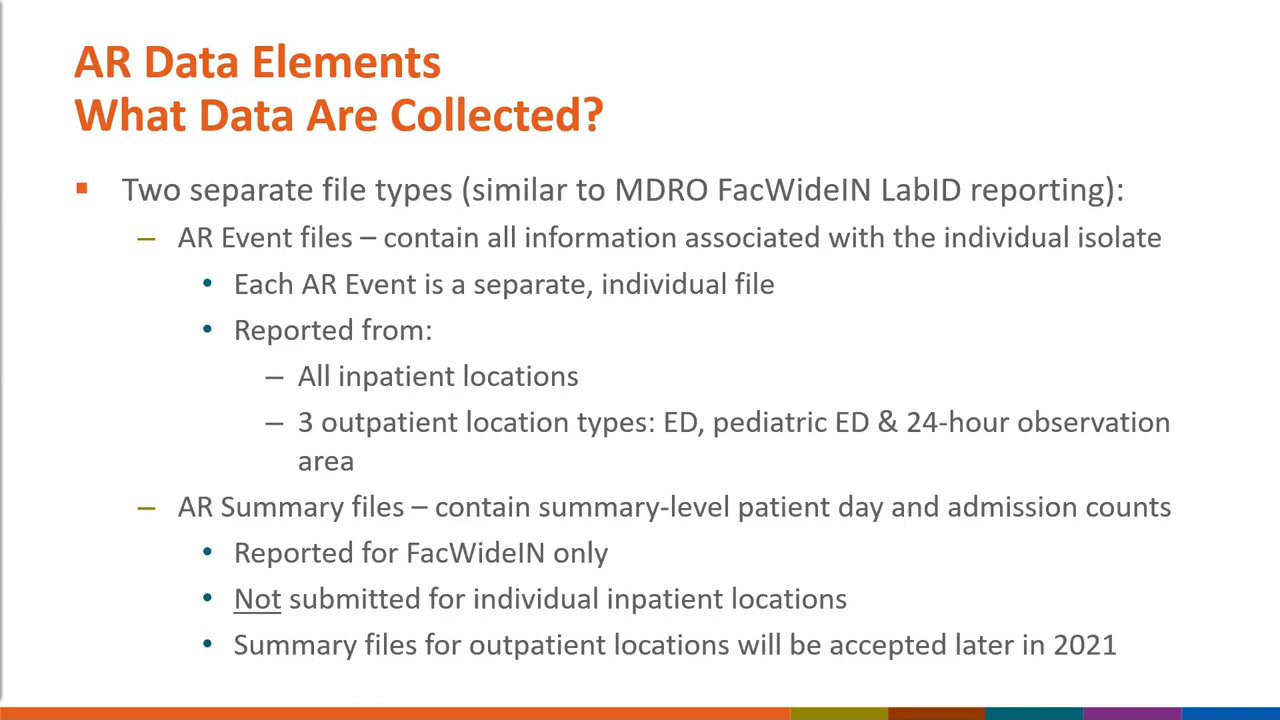 AR Data Elements
What Data Are Collected?
▪ Two separate file types (similar to MDRO FacWideIN LabID reporting):
– AR Event files – contain all information associated with the individual isolate
• Each AR Event is a separate, individual file
• Reported from:
– All inpatient locations
– 3 outpatient location types: ED, pediatric ED & 24-hour observation
area
– AR Summary files – contain summary-level patient day and admission counts
• Reported for FacWideIN only
• Not submitted for individual inpatient locations
• Summary files for outpatient locations will be accepted later in 2021